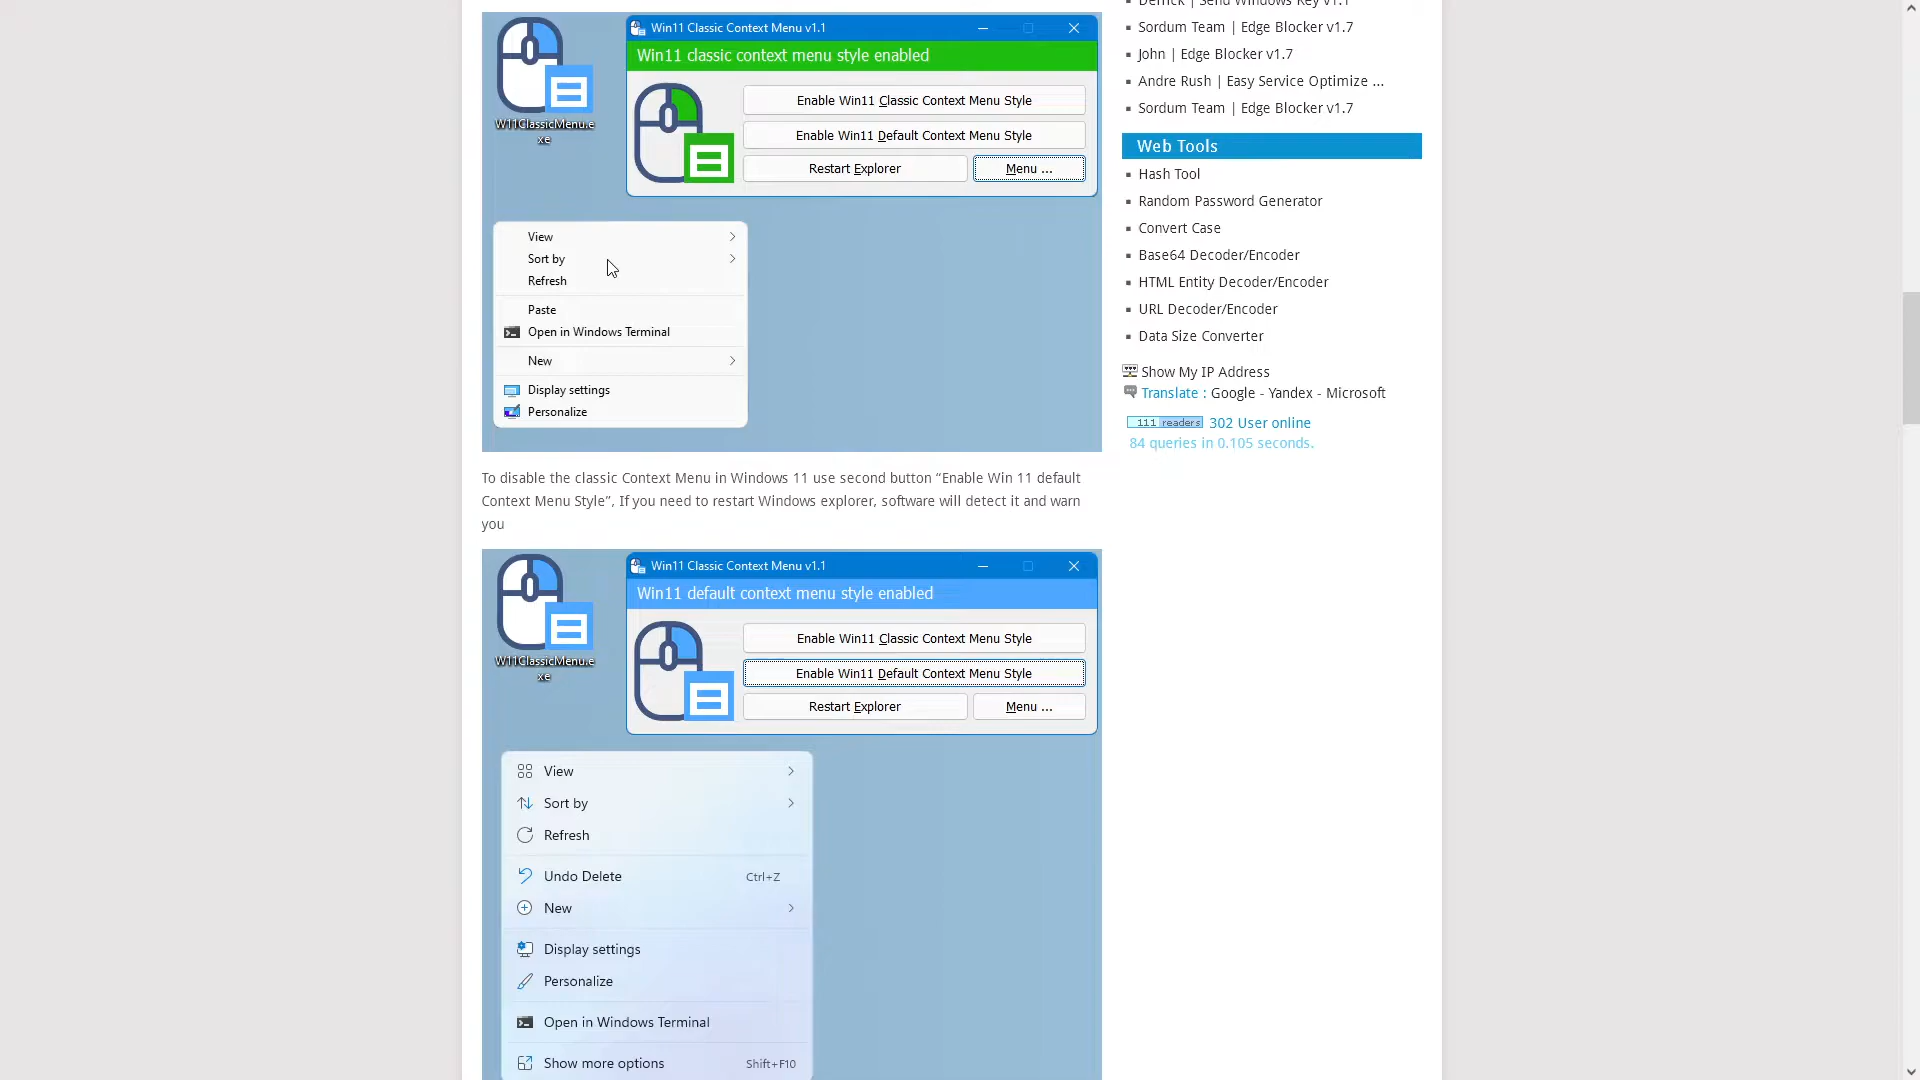 Win11 Classic Context Menu v1.1
Win11 classic context menu style enabled
Enable Win11 Classic Context Menu Style
Enable Win11 Default Context Menu Style
Restart Explorer
Menu ...
W11ClassicMenu.e
xe
View
Sort by
Refresh
Paste
Open in Windows Terminal
New
Display settings
Personalize
To disable the classic Context Menu in Windows 11 use second button “Enable Win 11 default
Context Menu Style”, If you need to restart Windows explorer, software will detect it and warn
you
Win11 Classic Context Menu v1.1
Win11 default context menu style enabled
Enable Win11 Classic Context Menu Style
Enable Win11 Default Context Menu Style
Restart Explorer
Menu ...
W11ClassicMenu.e
xe
View
Sort by
Refresh
Undo Delete Ctrl+Z
New
Display settings
Personalize
Open in Windows Terminal
Show more options Shift+F10
Derrick | Send Windows Key v1.1
Sordum Team | Edge Blocker v1.7
John | Edge Blocker v1.7
Andre Rush | Easy Service Optimize ...
Sordum Team | Edge Blocker v1.7
Web Tools
Hash Tool
Random Password Generator
Convert Case
Base64 Decoder/Encoder
HTML Entity Decoder/Encoder
URL Decoder/Encoder
Data Size Converter
Show My IP Address
Translate : Google - Yandex - Microsoft
111 readers 302 User online
84 queries in 0.105 seconds.